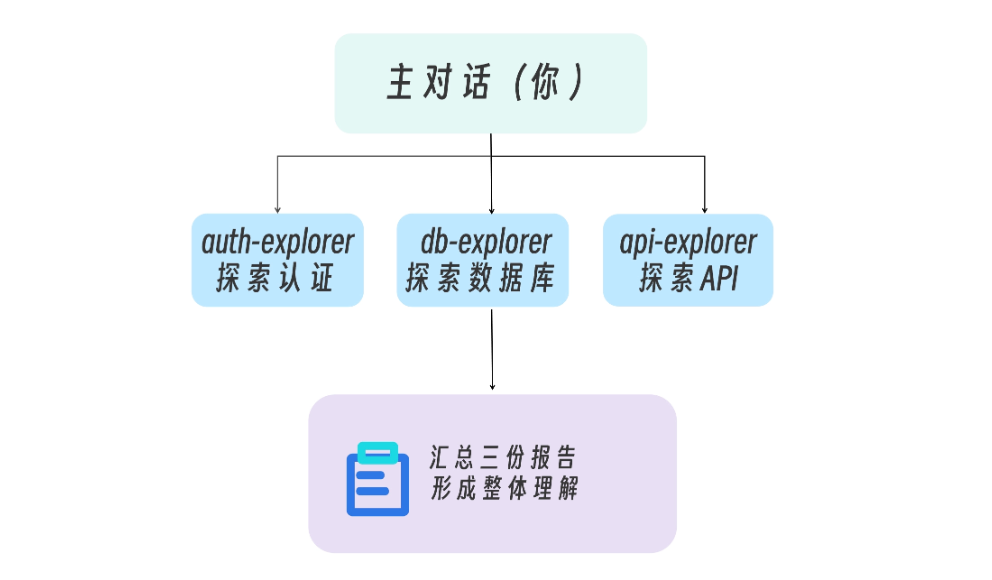 主对话（你）
auth-explorer
探索认证
db-explorer
探索数据库
api-explorer
探索API
汇总三份报告
形成整体理解